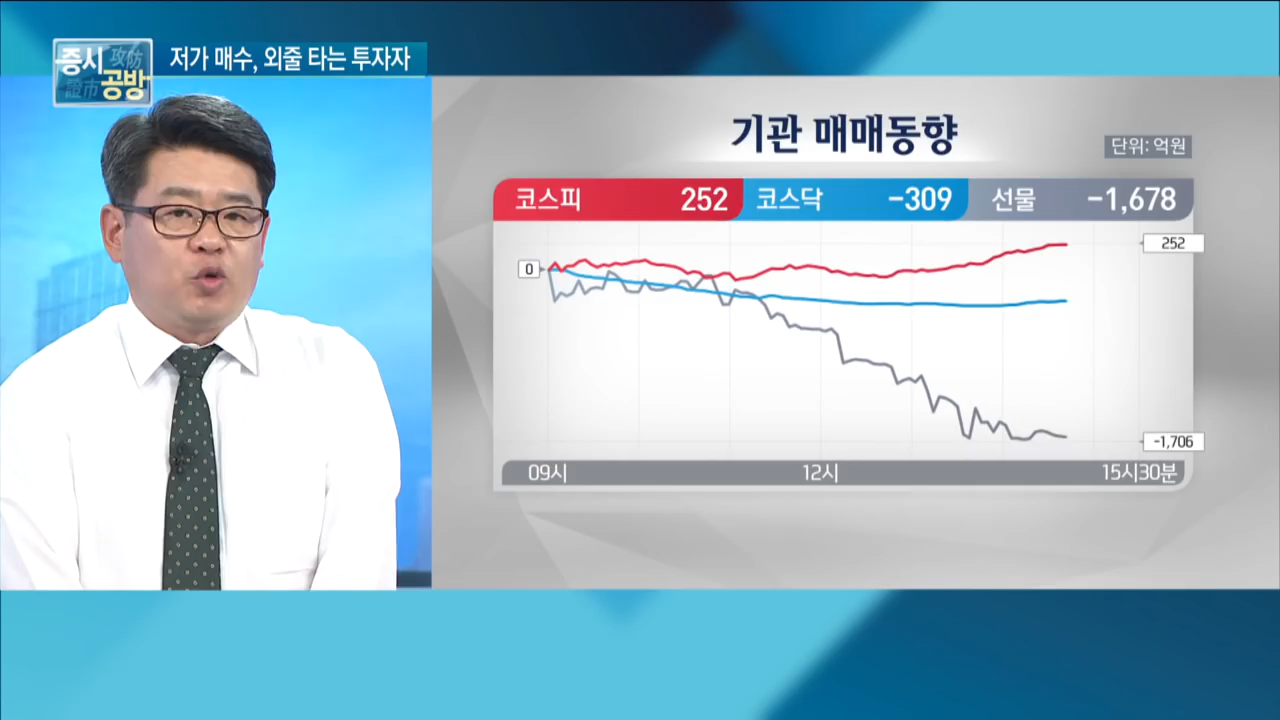 증시 攻防
證市 공방
저가 매수, 외줄 타는 투자자
기관 매매동향
단위: 억원
코스피 252 코스닥 -309 선물 -1,678
252
0
-1,706
09시 12시 15시30분